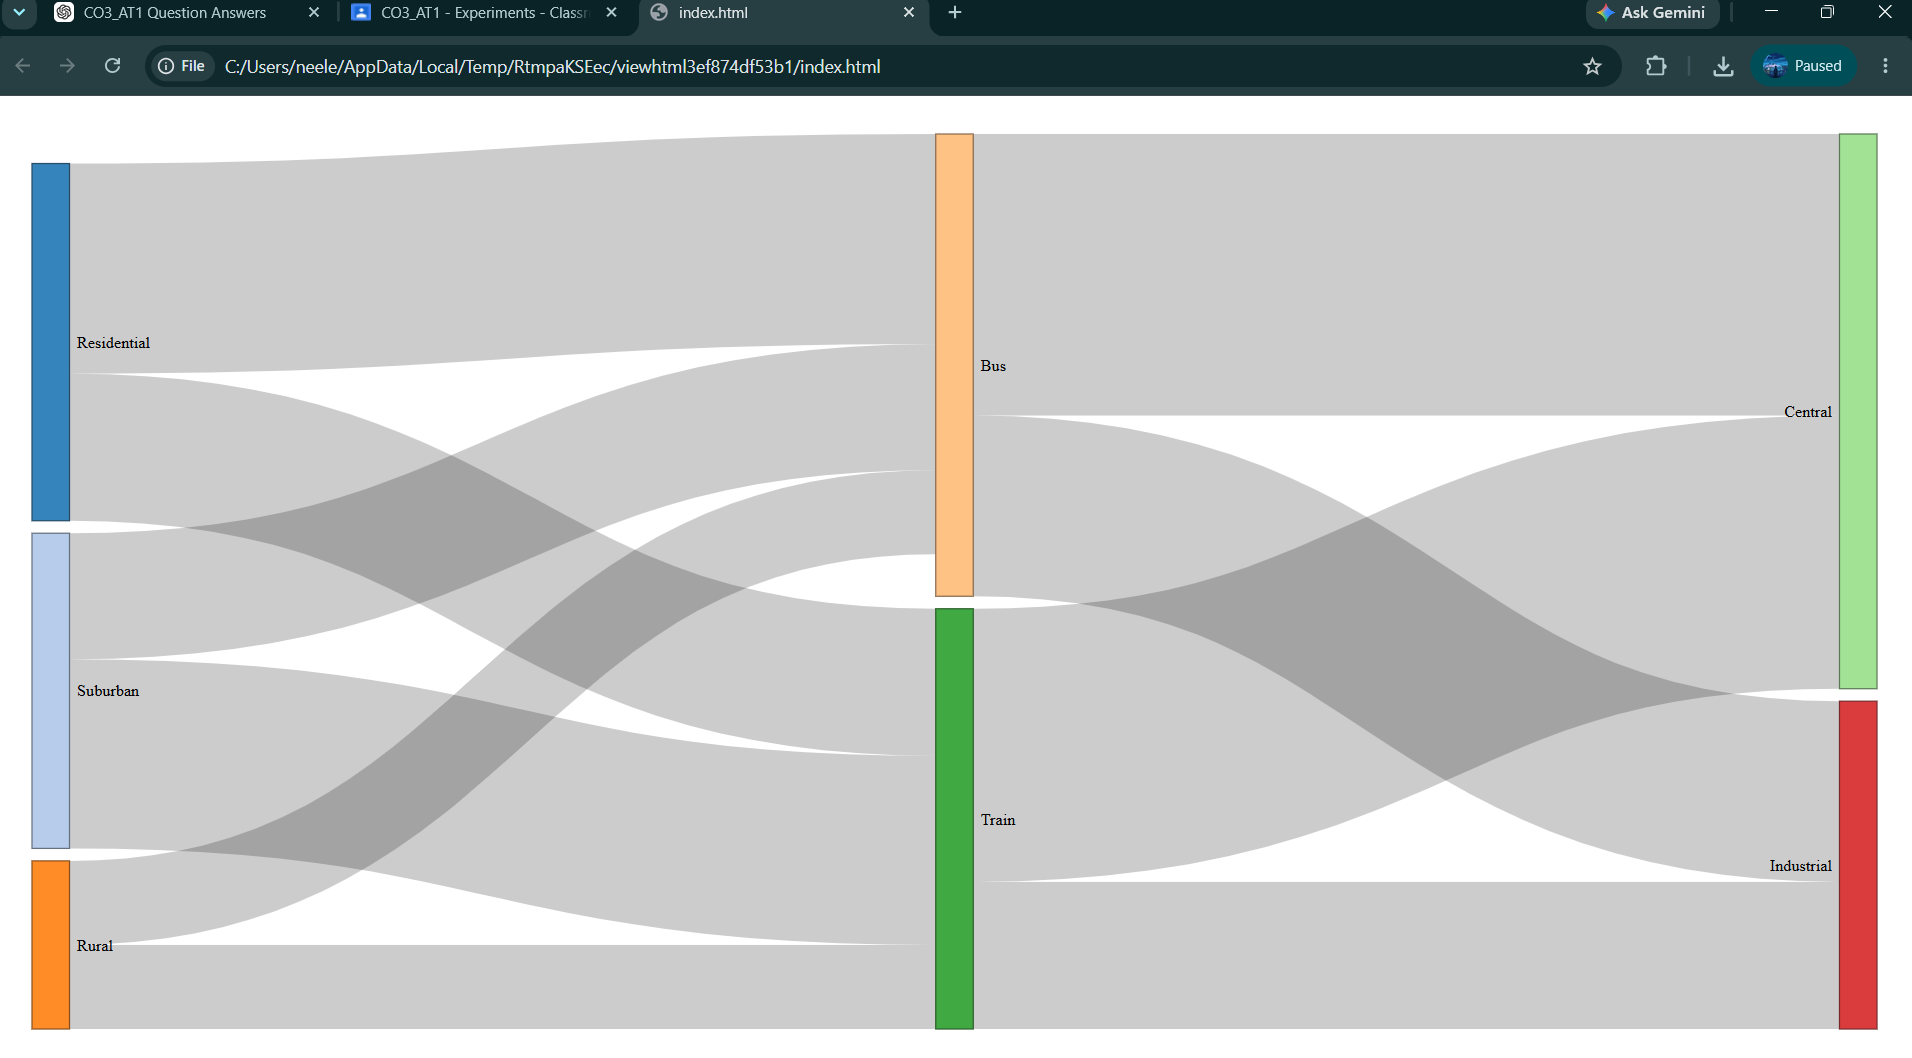 CO3_AT1 Question Answers
CO3_AT1 - Experiments - Classr
index.html
Ask Gemini
File
C:/Users/neele/AppData/Local/Temp/RtmpaKSEec/viewhtml3ef874df53b1/index.html
Paused
Residential
Bus
Central
Suburban
Train
Industrial
Rural